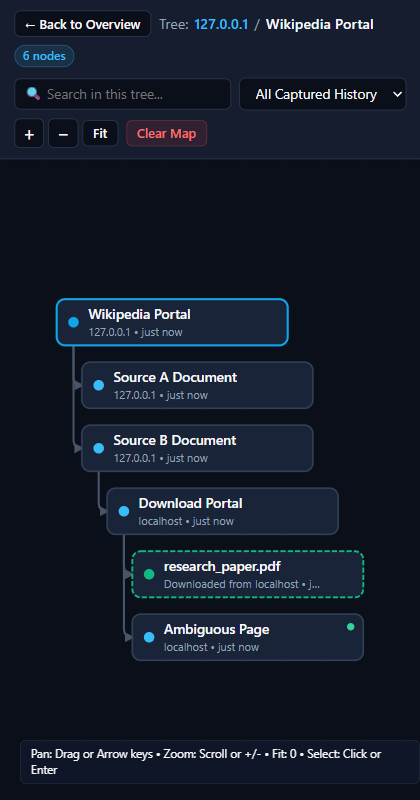 ← Back to Overview Tree: 127.0.0.1 / Wikipedia Portal
6 nodes
Search in this tree... All Captured History
+ − Fit Clear Map
Wikipedia Portal
127.0.0.1 • just now
Source A Document
127.0.0.1 • just now
Source B Document
127.0.0.1 • just now
Download Portal
localhost • just now
research_paper.pdf
Downloaded from localhost • j...
Ambiguous Page
localhost • just now
Pan: Drag or Arrow keys • Zoom: Scroll or +/- • Fit: 0 • Select: Click or
Enter